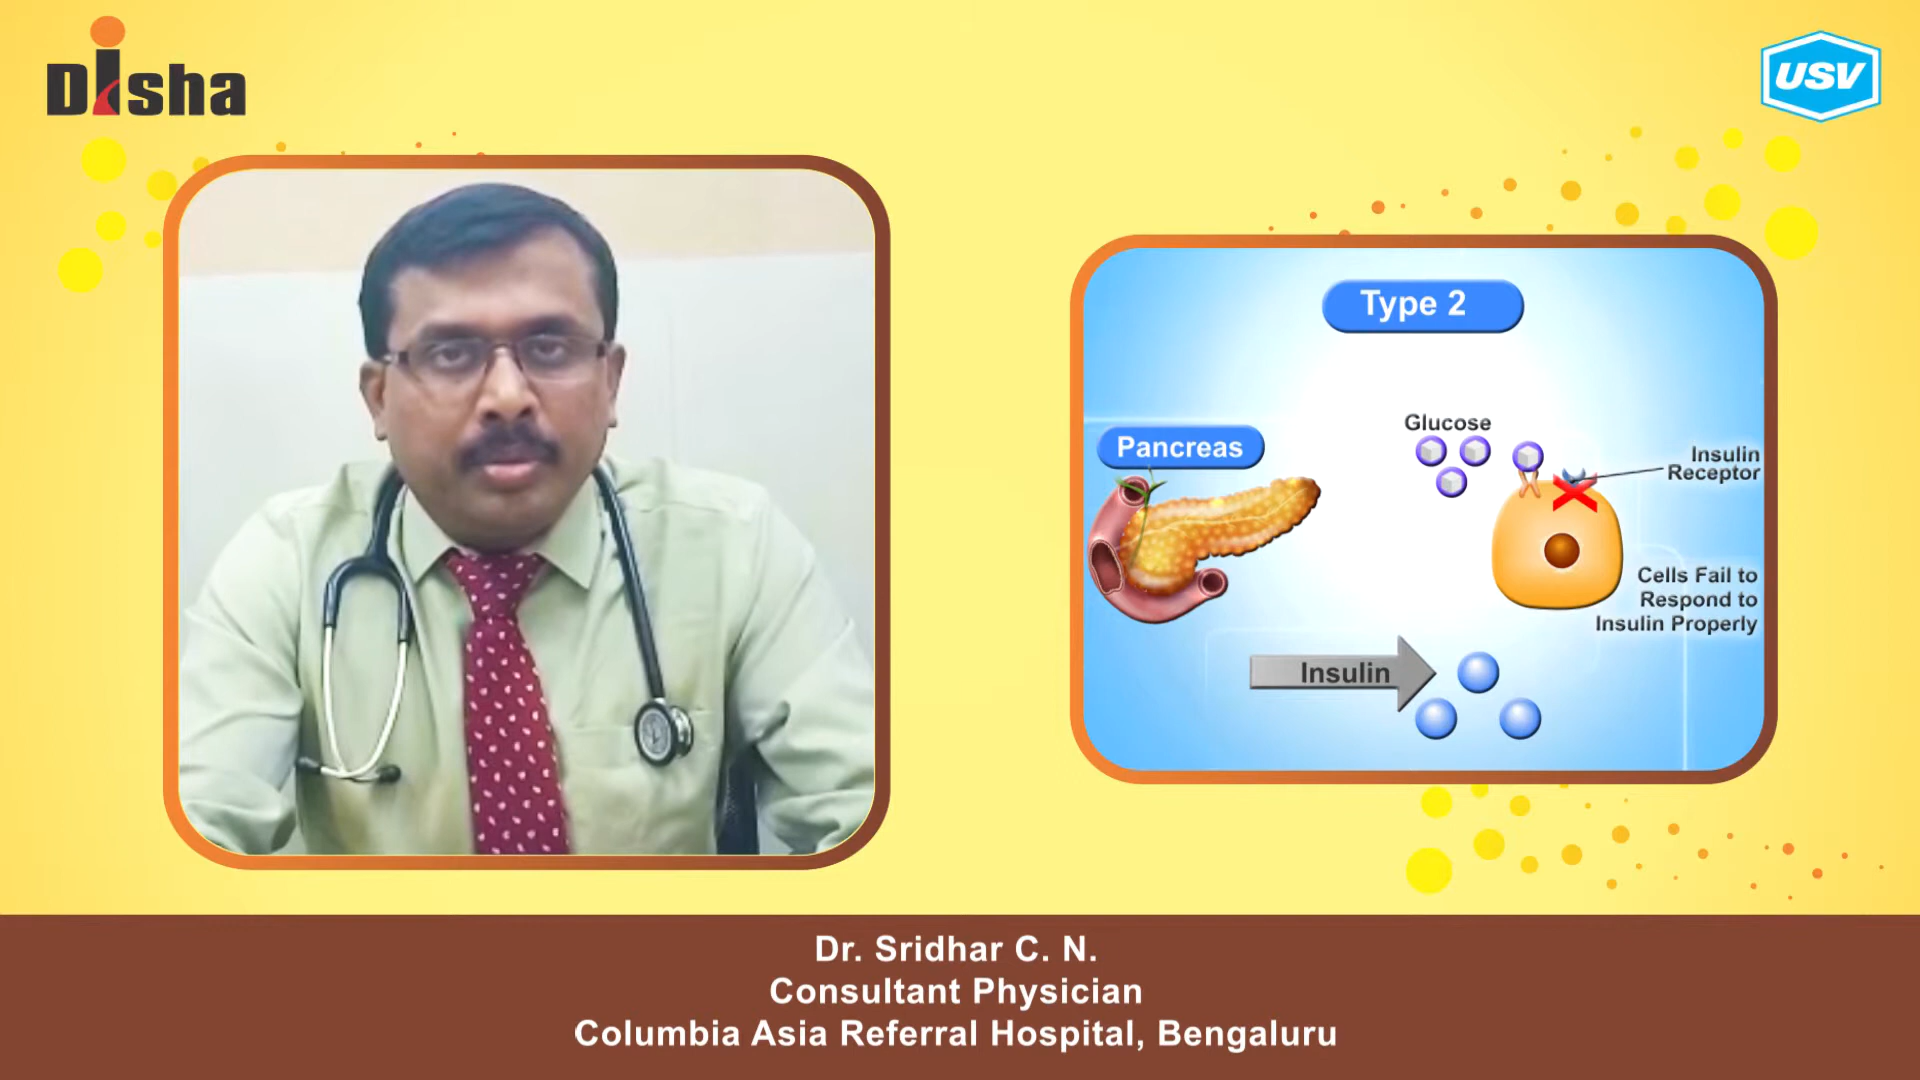 Disha
USV
Type 2
Glucose
Pancreas
Insulin
Receptor
Cells Fail to
Respond to
Insulin Properly
Insulin
Dr. Sridhar C. N.
Consultant Physician
Columbia Asia Referral Hospital, Bengaluru